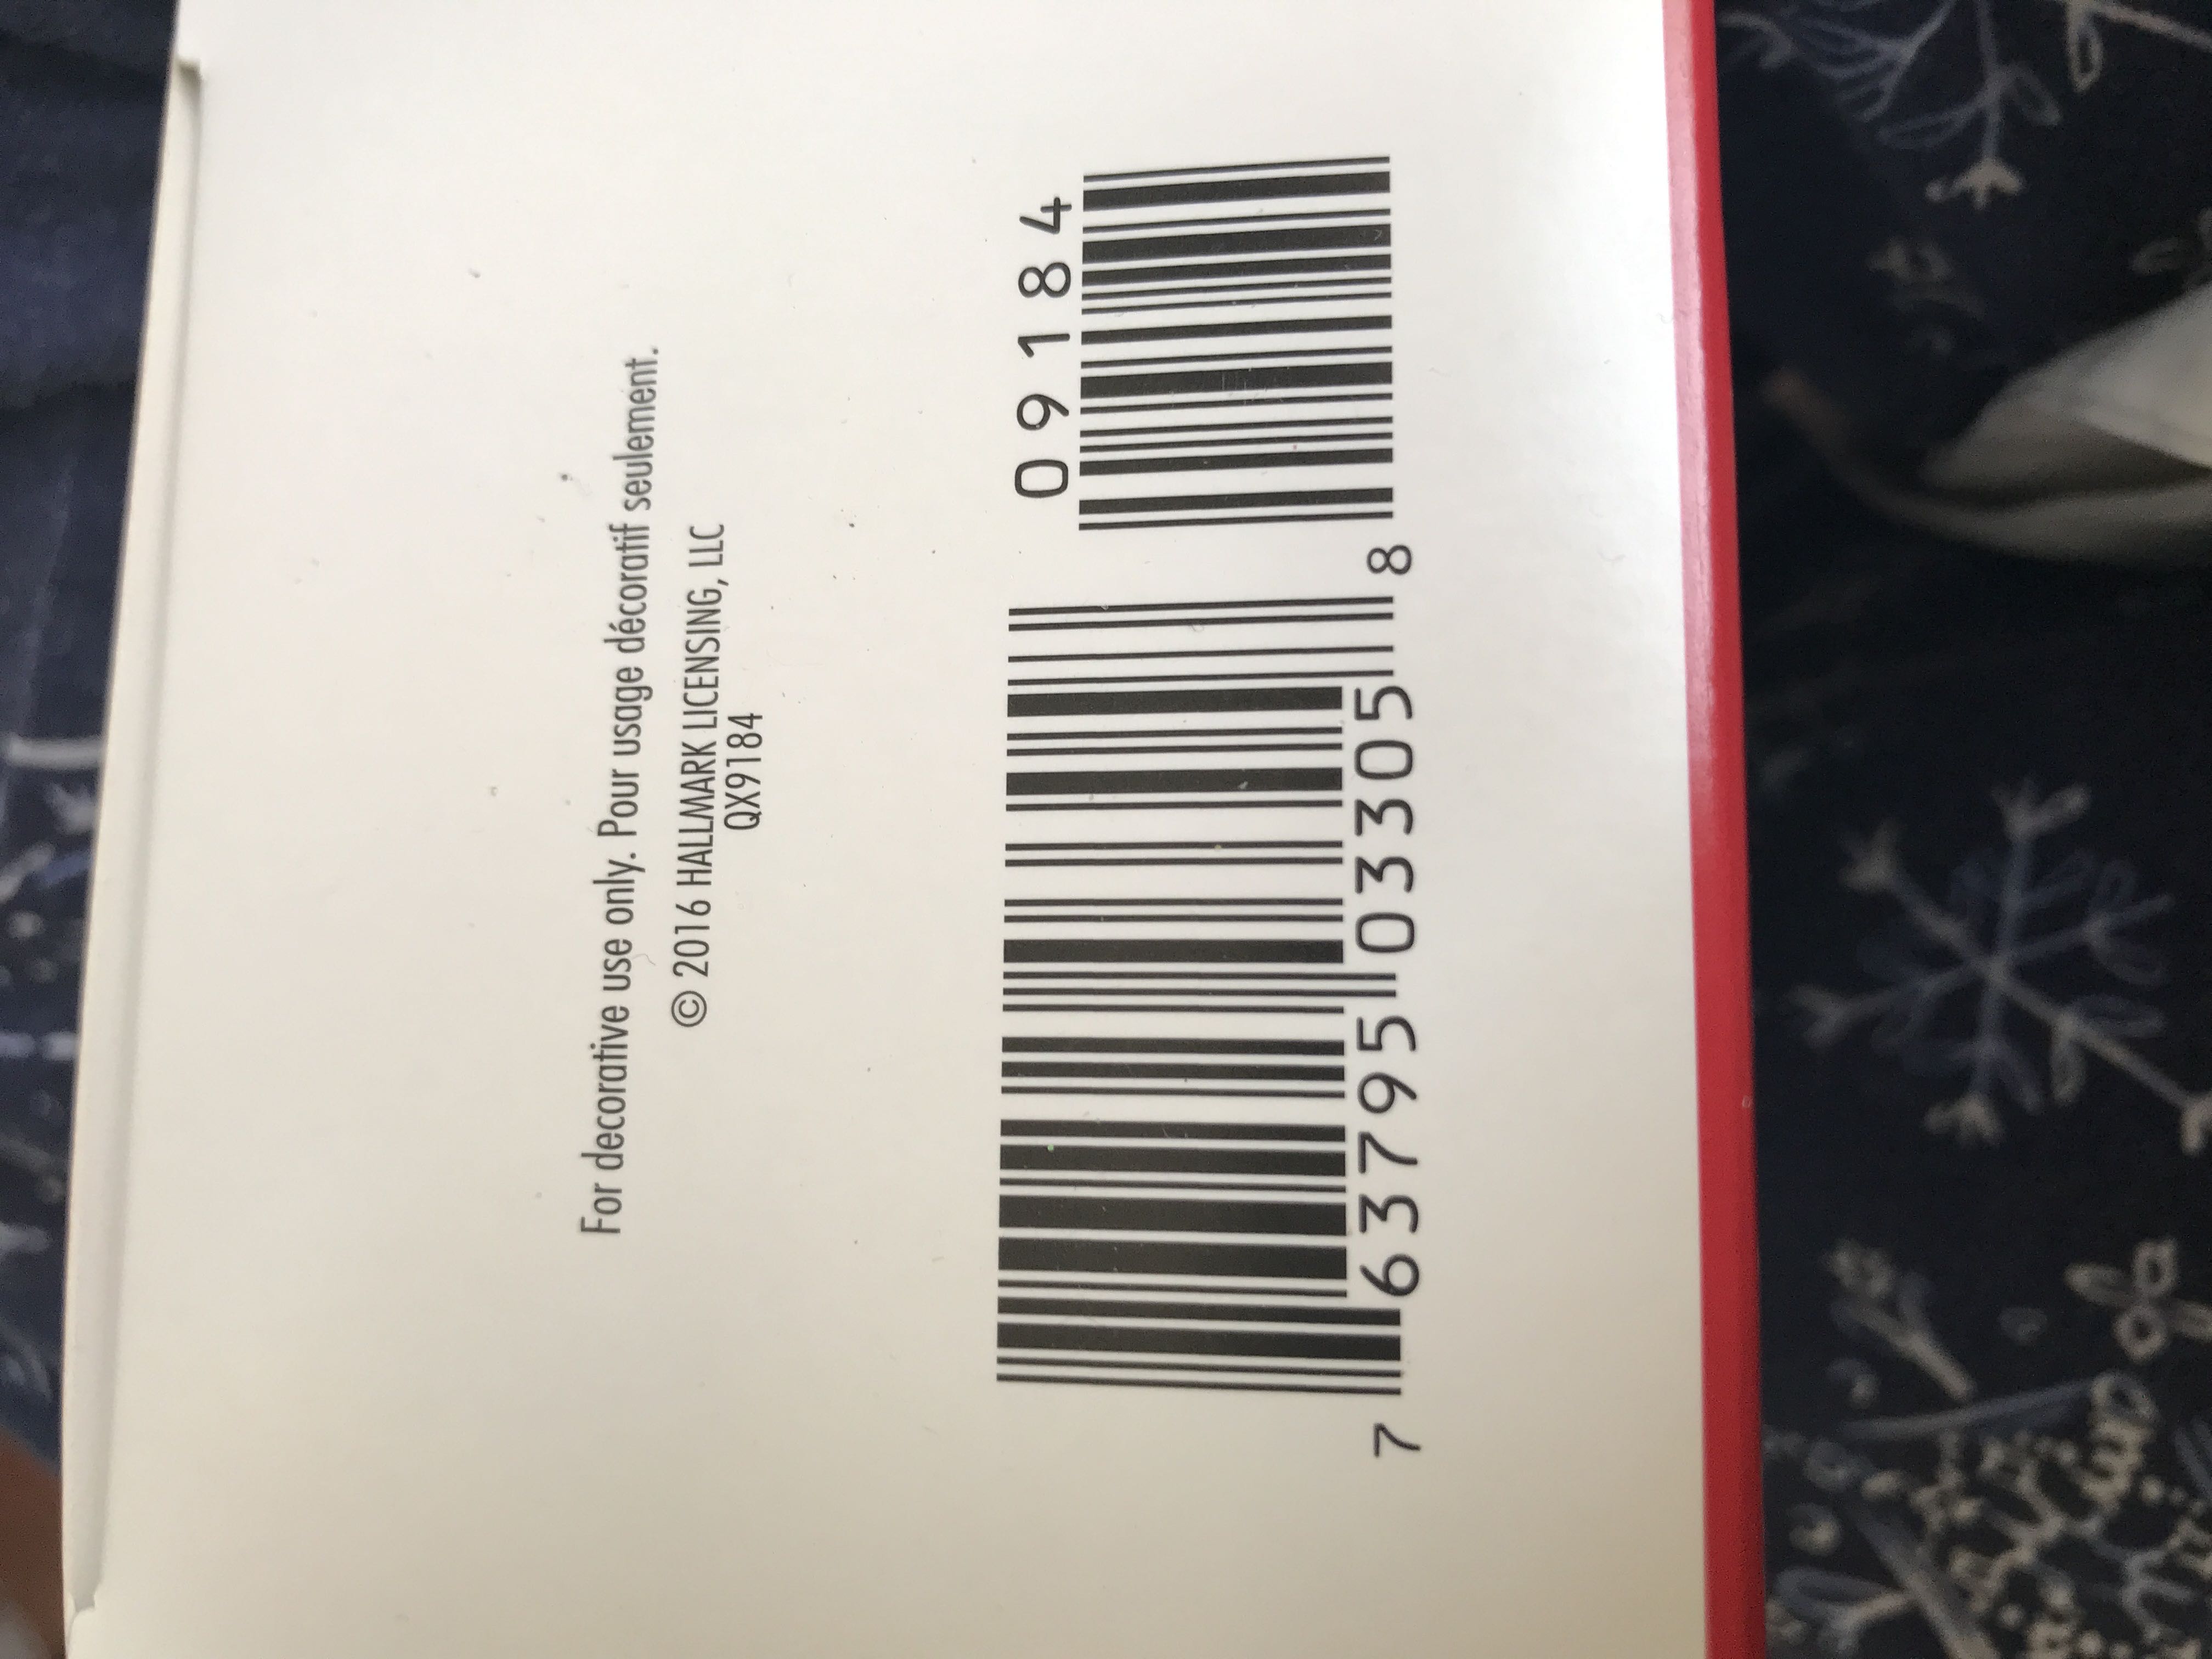 For decorative use only. Pour usage décoratif seulement.
© 2016 HALLMARK LICENSING, LLC
QX9184
09184
7 63795 03305 8